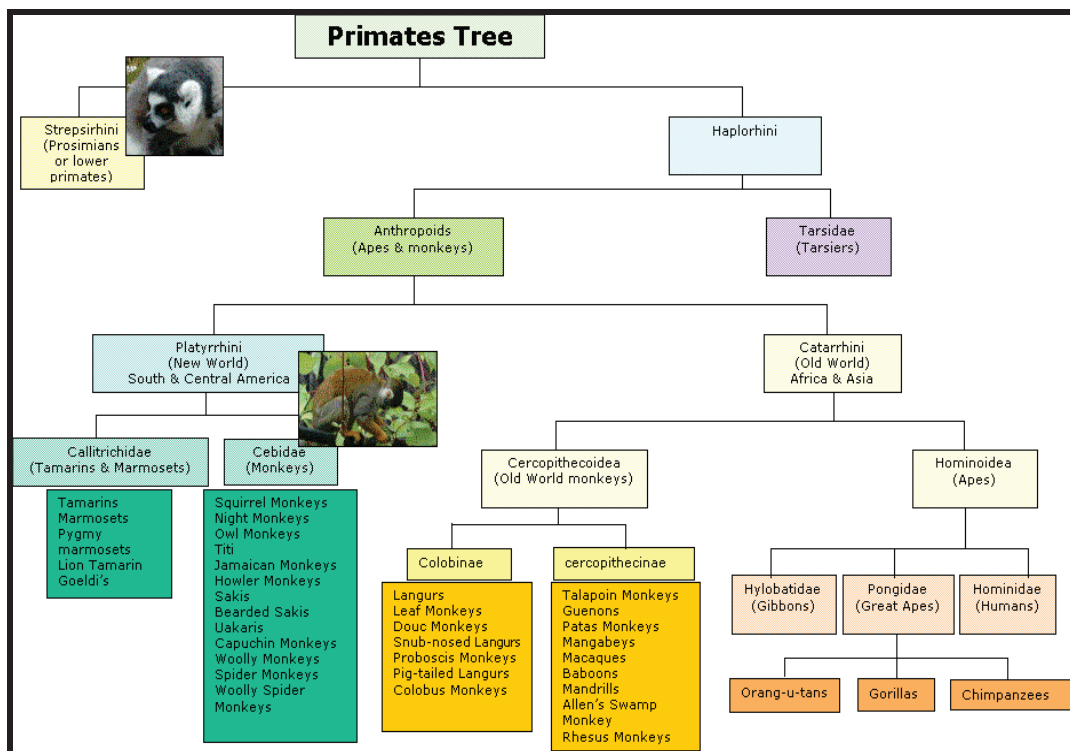 Primates Tree
Strepsirhini
(Prosimians
or lower
primates)
Haplorhini
Anthropoids
(Apes & monkeys)
Tarsidae
(Tarsiers)
Platyrrhini
(New World)
South & Central America
Catarrhini
(Old World)
Africa & Asia
Callitrichidae
(Tamarins & Marmosets)
Cebidae
(Monkeys)
Cercopithecoidea
(Old World monkeys)
Hominoidea
(Apes)
Tamarins
Marmosets
Pygmy
marmosets
Lion Tamarin
Goeldi's
Squirrel Monkeys
Night Monkeys
Owl Monkeys
Titi
Jamaican Monkeys
Howler Monkeys
Sakis
Bearded Sakis
Uakaris
Capuchin Monkeys
Woolly Monkeys
Spider Monkeys
Woolly Spider
Monkeys
Colobinae
cercopithecinae
Langurs
Leaf Monkeys
Douc Monkeys
Snub-nosed Langurs
Proboscis Monkeys
Pig-tailed Langurs
Colobus Monkeys
Talapoin Monkeys
Guenons
Patas Monkeys
Mangabeys
Macaques
Baboons
Mandrills
Allen's Swamp
Monkey
Rhesus Monkeys
Hylobatidae
(Gibbons)
Pongidae
(Great Apes)
Hominidae
(Humans)
Orang-u-tans
Gorillas
Chimpanzees